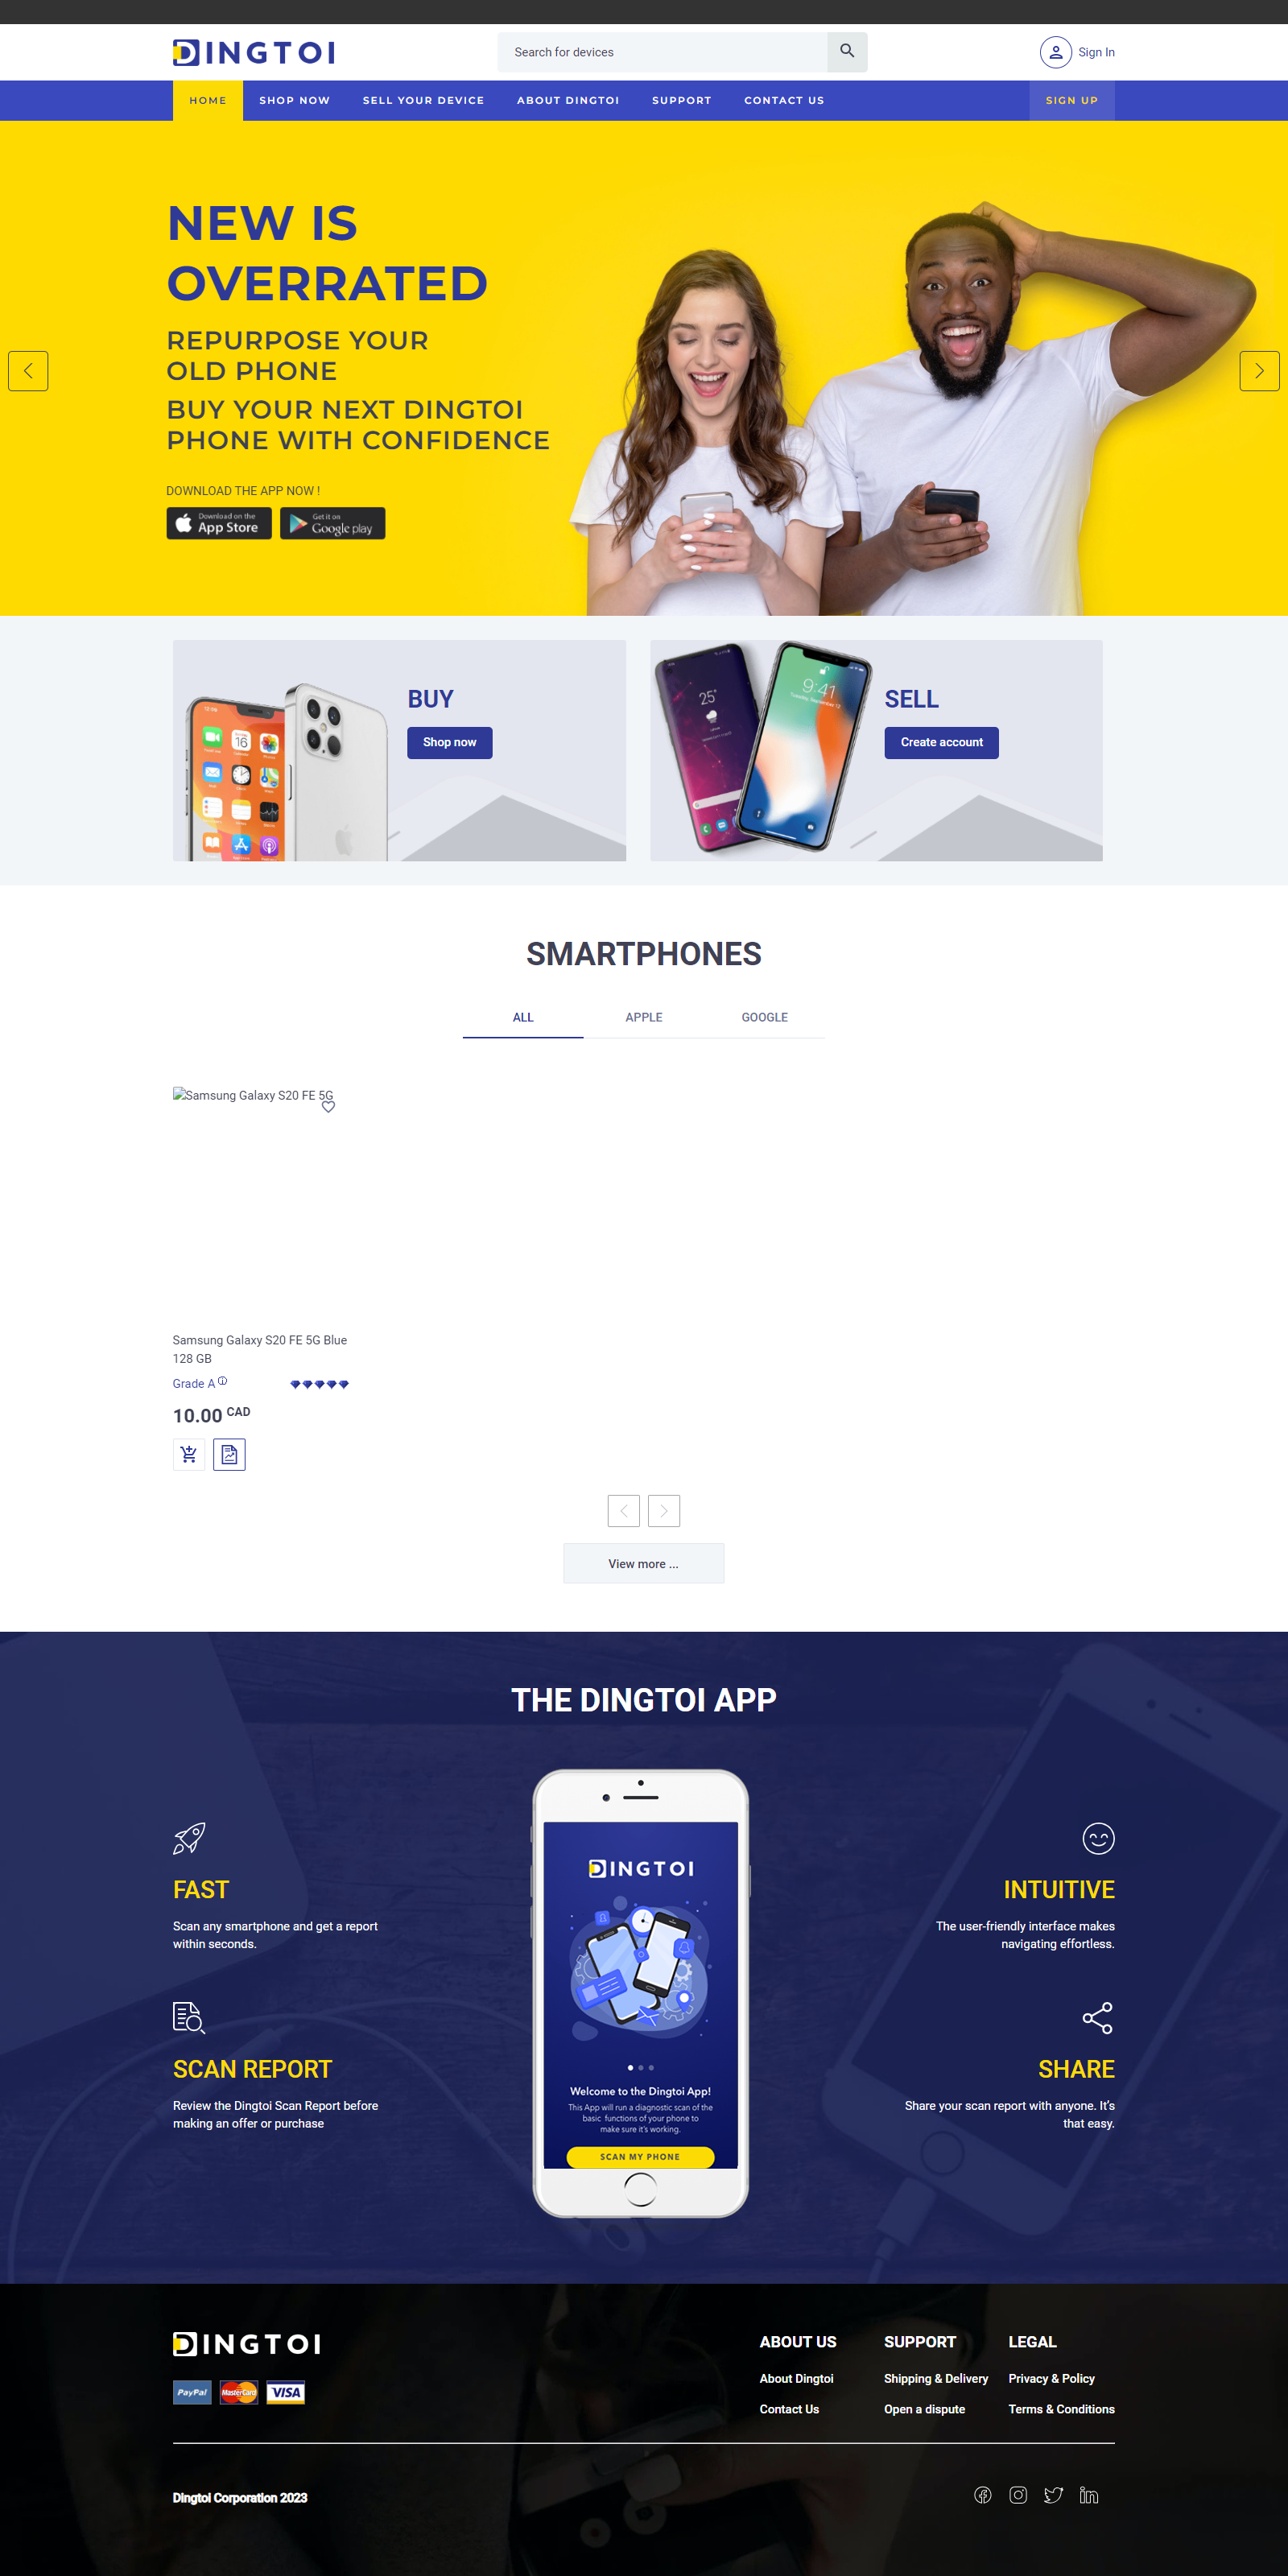 DINGTOI
Search for devices
Sign In
HOME
SHOP NOW
SELL YOUR DEVICE
ABOUT DINGTOI
SUPPORT
CONTACT US
SIGN UP
NEW IS
OVERRATED
REPURPOSE YOUR
OLD PHONE
BUY YOUR NEXT DINGTOI
PHONE WITH CONFIDENCE
DOWNLOAD THE APP NOW !
Download on the
App Store
Get it on
Google play
BUY
Shop now
25°
9:41
SELL
Create account
SMARTPHONES
ALL
APPLE
GOOGLE
Samsung Galaxy S20 FE 5G
Samsung Galaxy S20 FE 5G Blue
128 GB
Grade A
10.00 CAD
View more ...
THE DINGTOI APP
FAST
Scan any smartphone and get a report
within seconds.
SCAN REPORT
Review the Dingtoi Scan Report before
making an offer or purchase
DINGTOI
Welcome to the Dingtoi App!
This App will run a diagnostic scan of the
basic functions of your phone to
make sure it's working.
SCAN MY PHONE
INTUITIVE
The user-friendly interface makes
navigating effortless.
SHARE
Share your scan report with anyone. It's
that easy.
DINGTOI
PayPal
MasterCard
VISA
ABOUT US
About Dingtoi
Contact Us
SUPPORT
Shipping & Delivery
Open a dispute
LEGAL
Privacy & Policy
Terms & Conditions
Dingtoi Corporation 2023